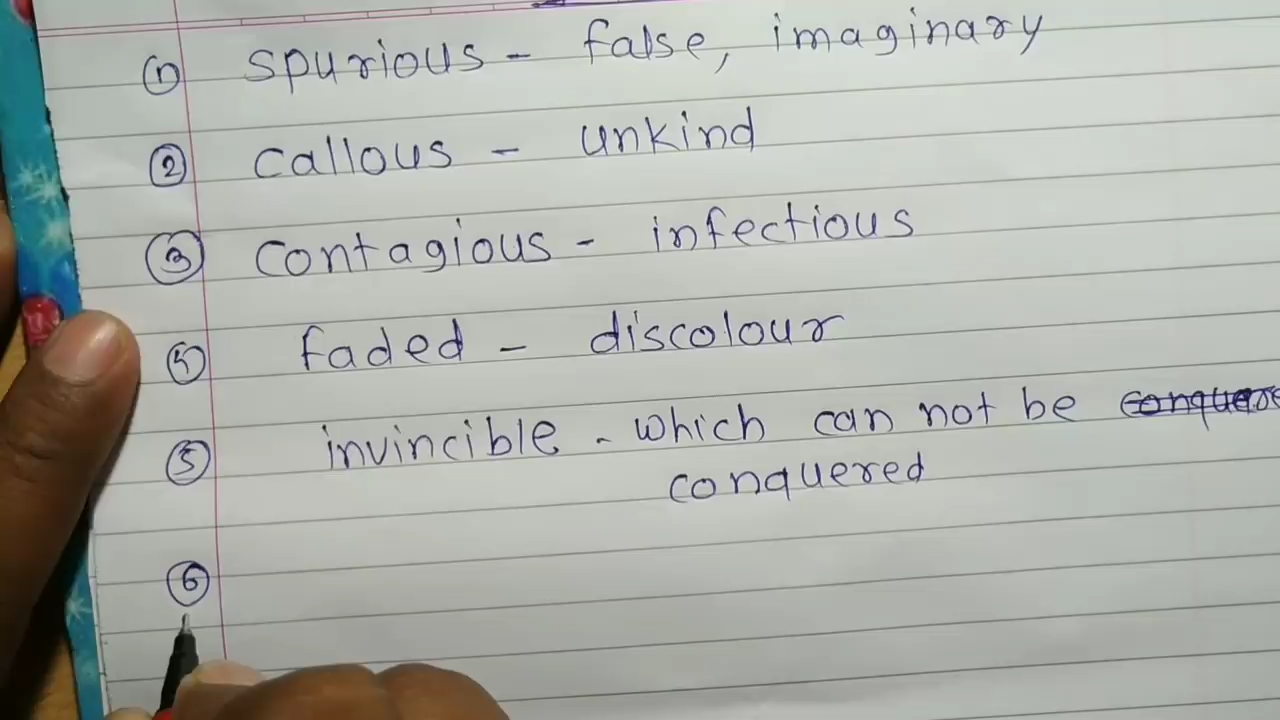 ① spurious - false, imaginary
② callous - unkind
③ contagious - infectious
④ faded - discolour
⑤ invincible - which can not be
conquered
⑥